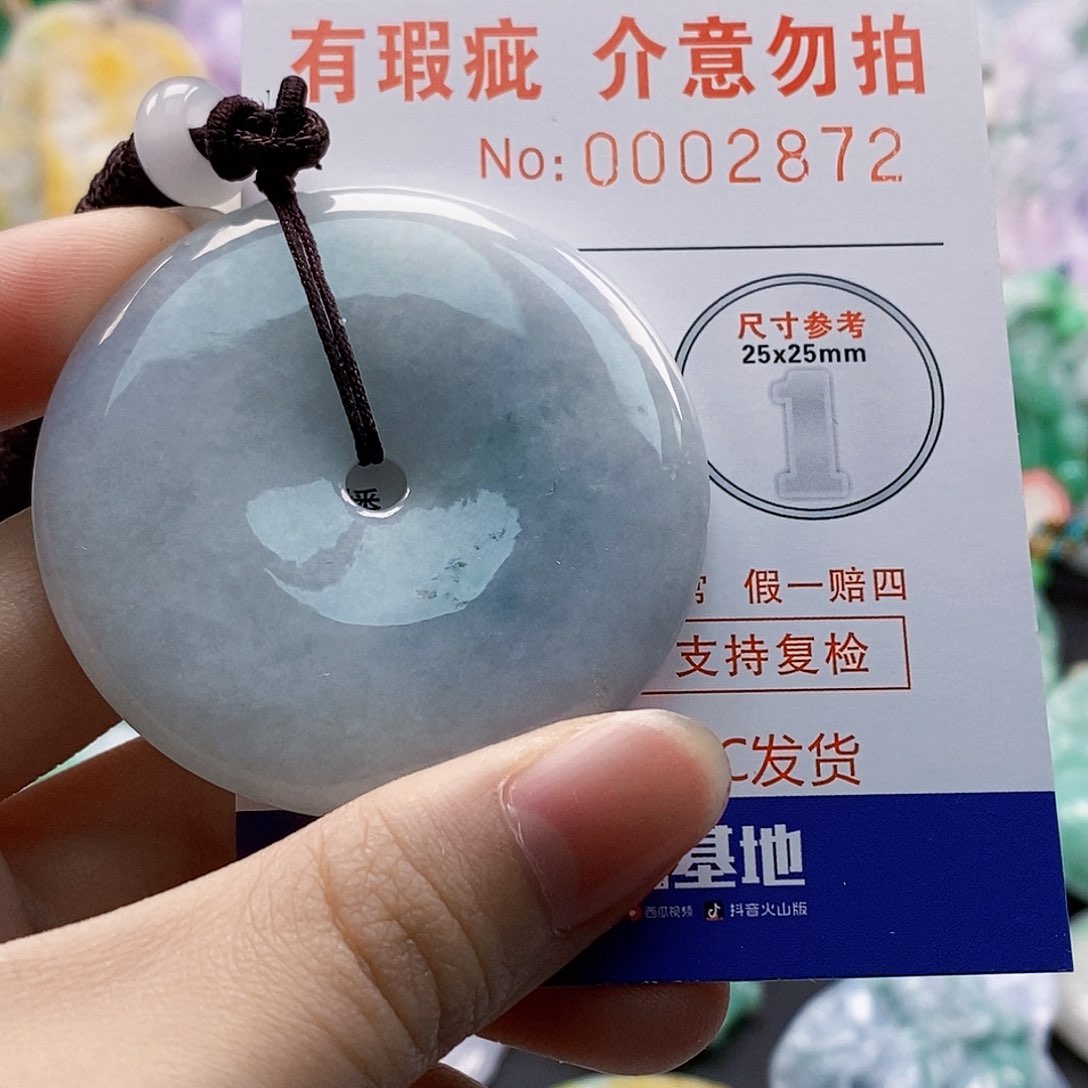 有瑕疵 介意勿拍
No: 0002872
尺寸参考
25x25mm
1
假一赔四
支持复检
C发货
基地
西瓜视频 抖音火山版